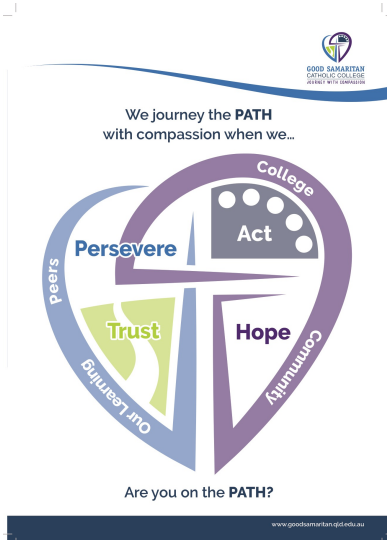 GOOD SAMARITAN
CATHOLIC COLLEGE
JOURNEY WITH COMPASSION
We journey the PATH
with compassion when we...
College
Act
Persevere
Peers
Trust
Hope
Our Learning
Community
Are you on the PATH?
www.goodsamaritan.qld.edu.au